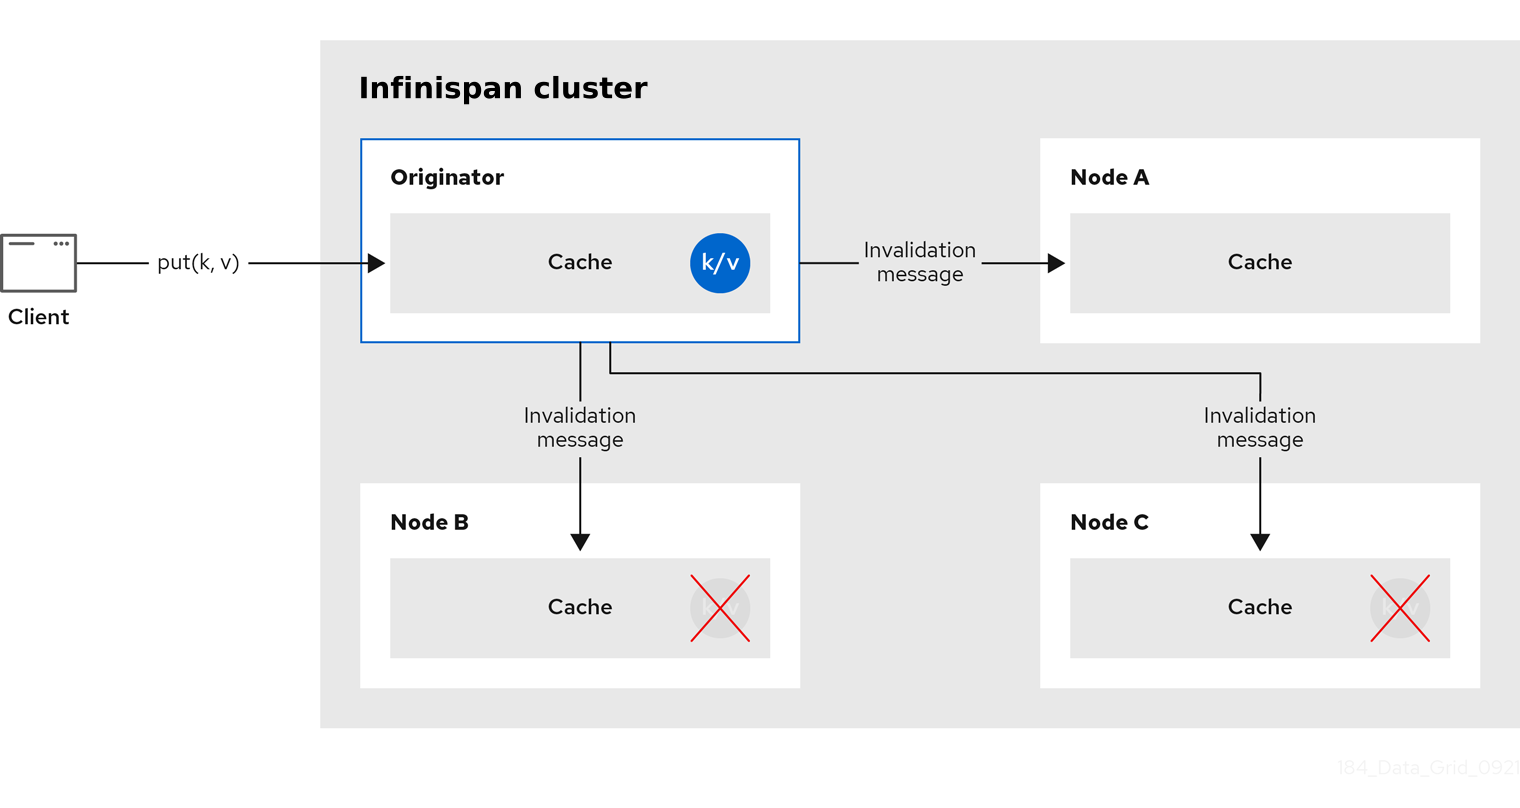 Infinispan cluster
Originator
Node A
Cache
k/v
Invalidation
message
Cache
put(k, v)
Client
Invalidation
message
Invalidation
message
Node B
Node C
Cache
k/v
Cache
k/v
184_Data_Grid_0921